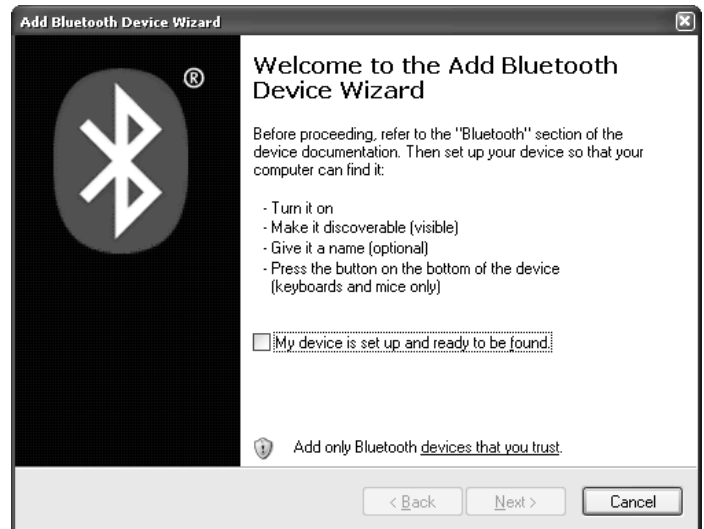 Add Bluetooth Device Wizard
®
Welcome to the Add Bluetooth
Device Wizard
Before proceeding, refer to the "Bluetooth" section of the
device documentation. Then set up your device so that your
computer can find it:
- Turn it on
- Make it discoverable (visible)
- Give it a name (optional)
- Press the button on the bottom of the device
(keyboards and mice only)
My device is set up and ready to be found.
Add only Bluetooth devices that you trust.
< Back Next > Cancel